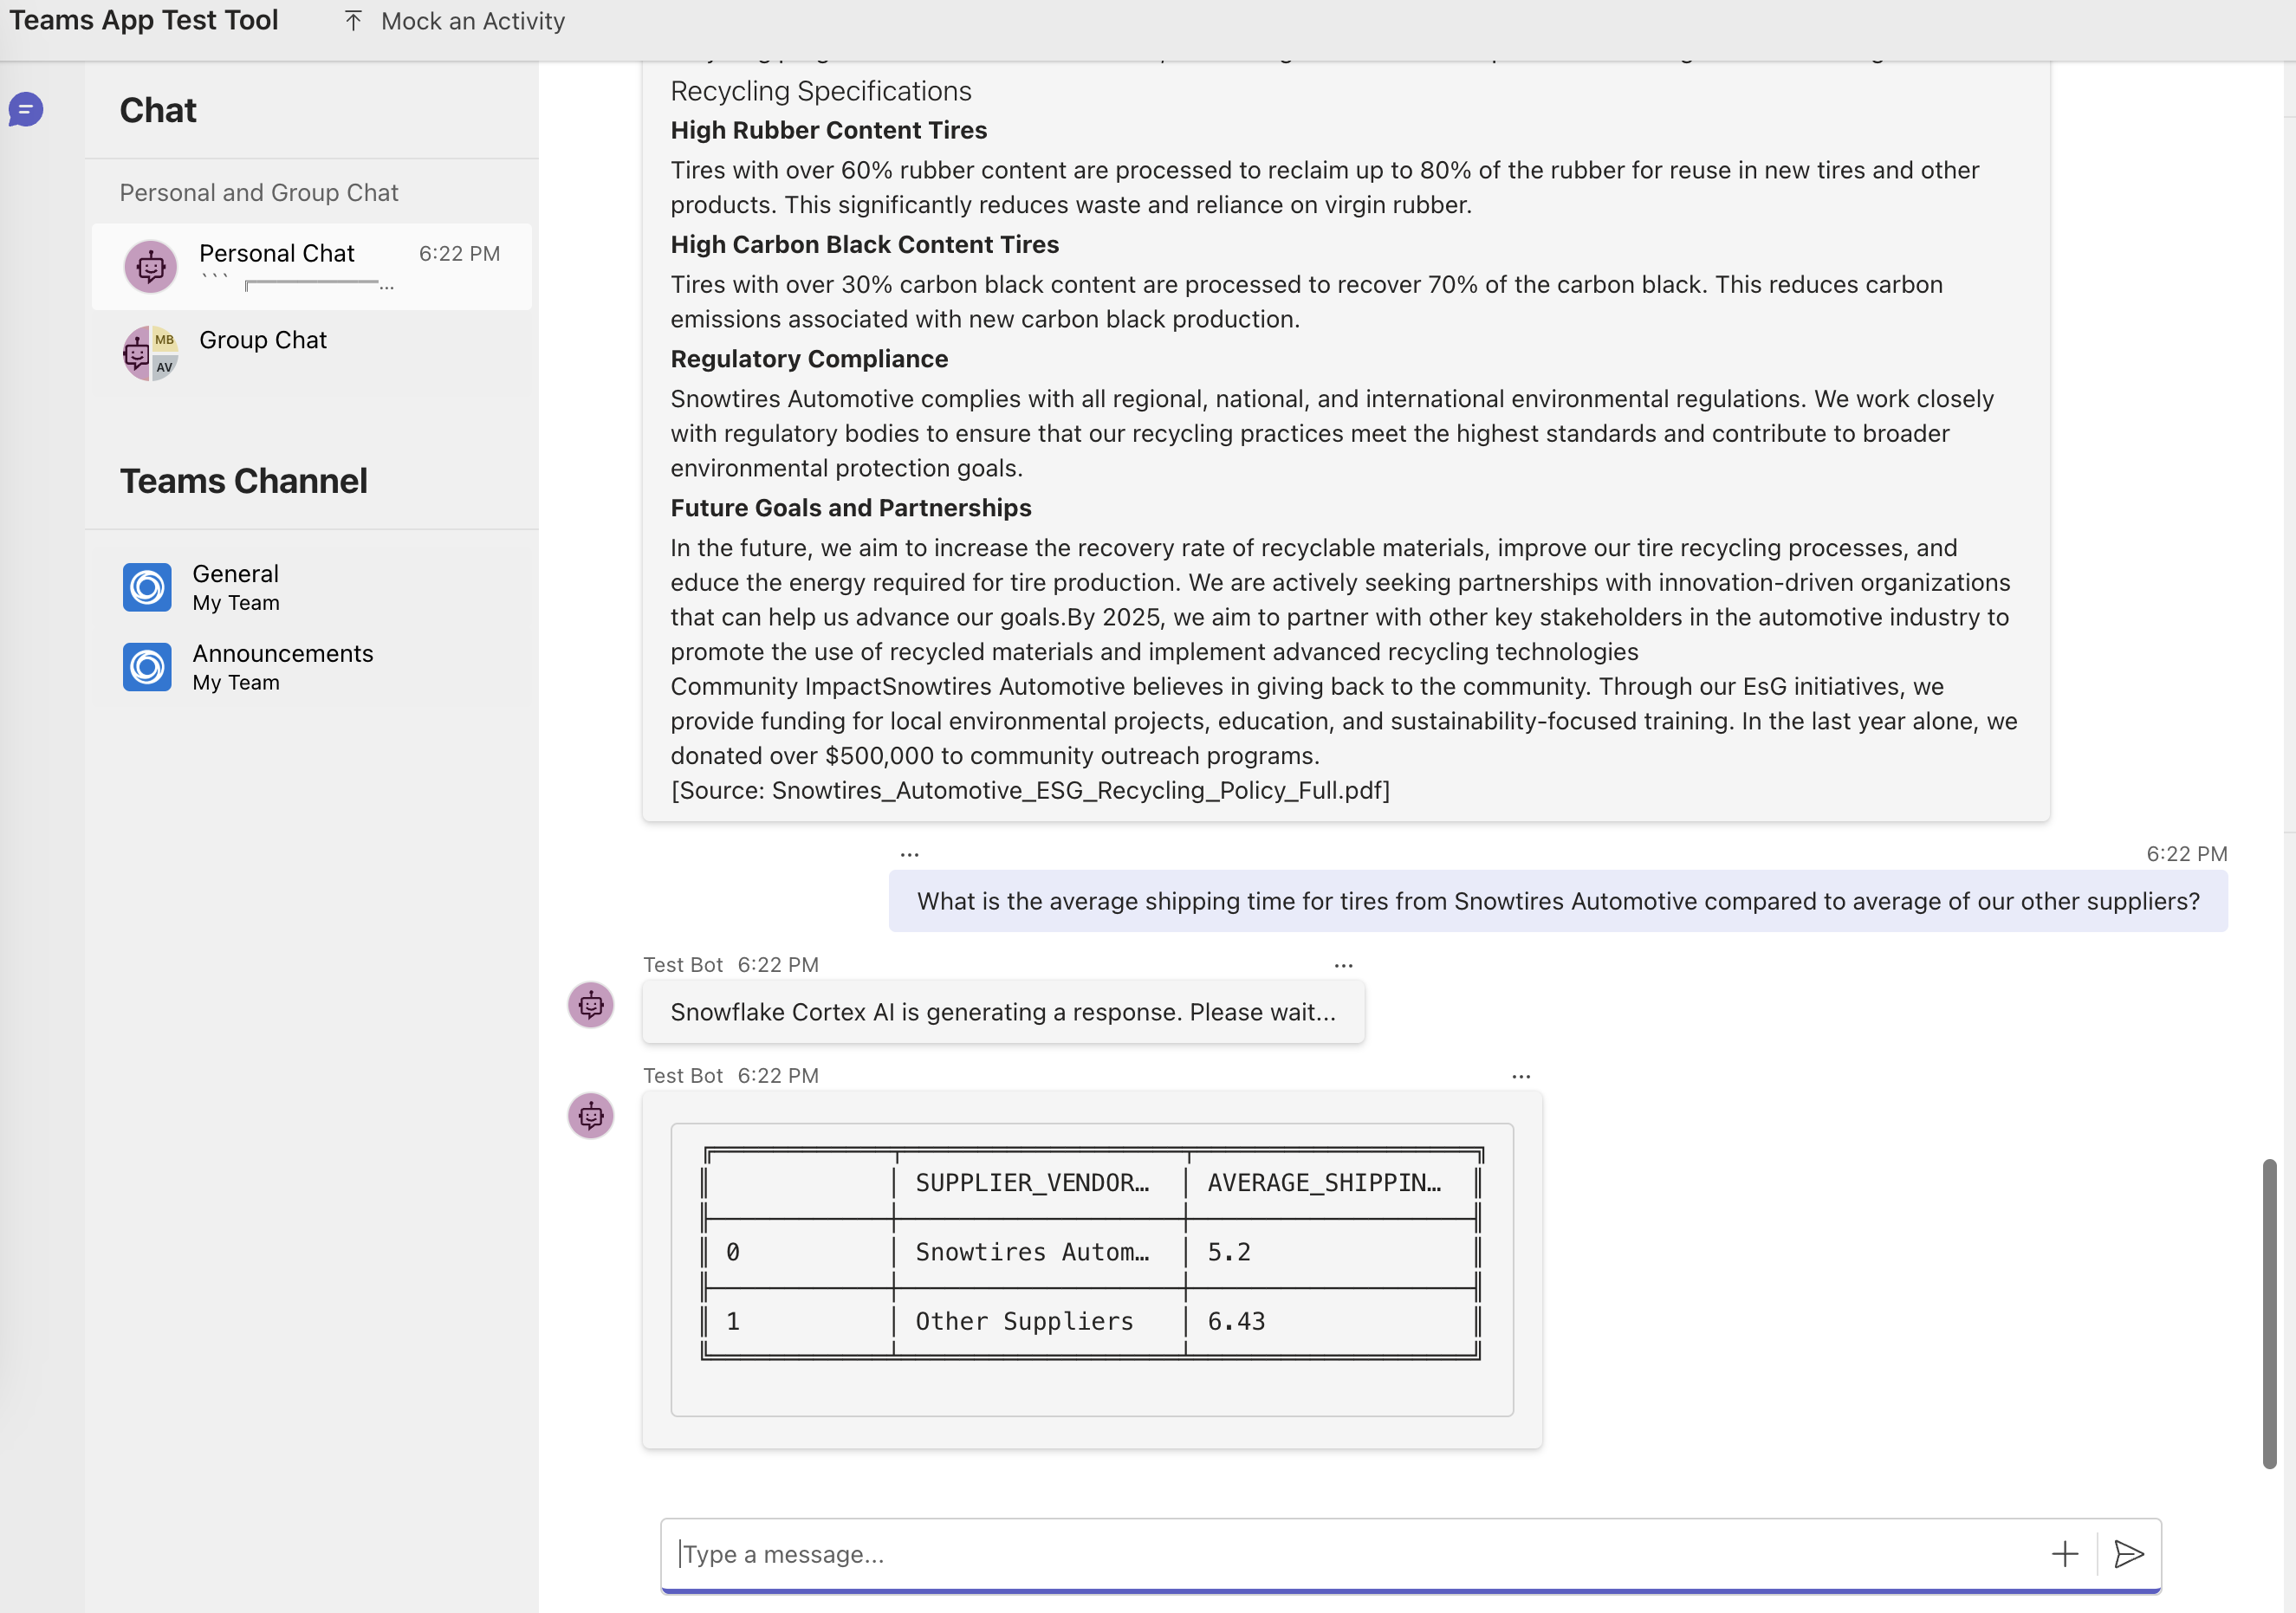 Teams App Test Tool
Mock an Activity
Chat
Personal and Group Chat
Personal Chat
6:22 PM
``` ╔════════════...
Group Chat
MB
AV
Teams Channel
General
My Team
Announcements
My Team
Recycling Specifications
High Rubber Content Tires
Tires with over 60% rubber content are processed to reclaim up to 80% of the rubber for reuse in new tires and other
products. This significantly reduces waste and reliance on virgin rubber.
High Carbon Black Content Tires
Tires with over 30% carbon black content are processed to recover 70% of the carbon black. This reduces carbon
emissions associated with new carbon black production.
Regulatory Compliance
Snowtires Automotive complies with all regional, national, and international environmental regulations. We work closely
with regulatory bodies to ensure that our recycling practices meet the highest standards and contribute to broader
environmental protection goals.
Future Goals and Partnerships
In the future, we aim to increase the recovery rate of recyclable materials, improve our tire recycling processes, and
educe the energy required for tire production. We are actively seeking partnerships with innovation-driven organizations
that can help us advance our goals.By 2025, we aim to partner with other key stakeholders in the automotive industry to
promote the use of recycled materials and implement advanced recycling technologies
Community ImpactSnowtires Automotive believes in giving back to the community. Through our EsG initiatives, we
provide funding for local environmental projects, education, and sustainability-focused training. In the last year alone, we
donated over $500,000 to community outreach programs.
[Source: Snowtires_Automotive_ESG_Recycling_Policy_Full.pdf]
... 6:22 PM
What is the average shipping time for tires from Snowtires Automotive compared to average of our other suppliers?
Test Bot 6:22 PM ...
Snowflake Cortex AI is generating a response. Please wait...
Test Bot 6:22 PM ...
SUPPLIER_VENDOR… AVERAGE_SHIPPIN…
0 Snowtires Autom… 5.2
1 Other Suppliers 6.43
Type a message...